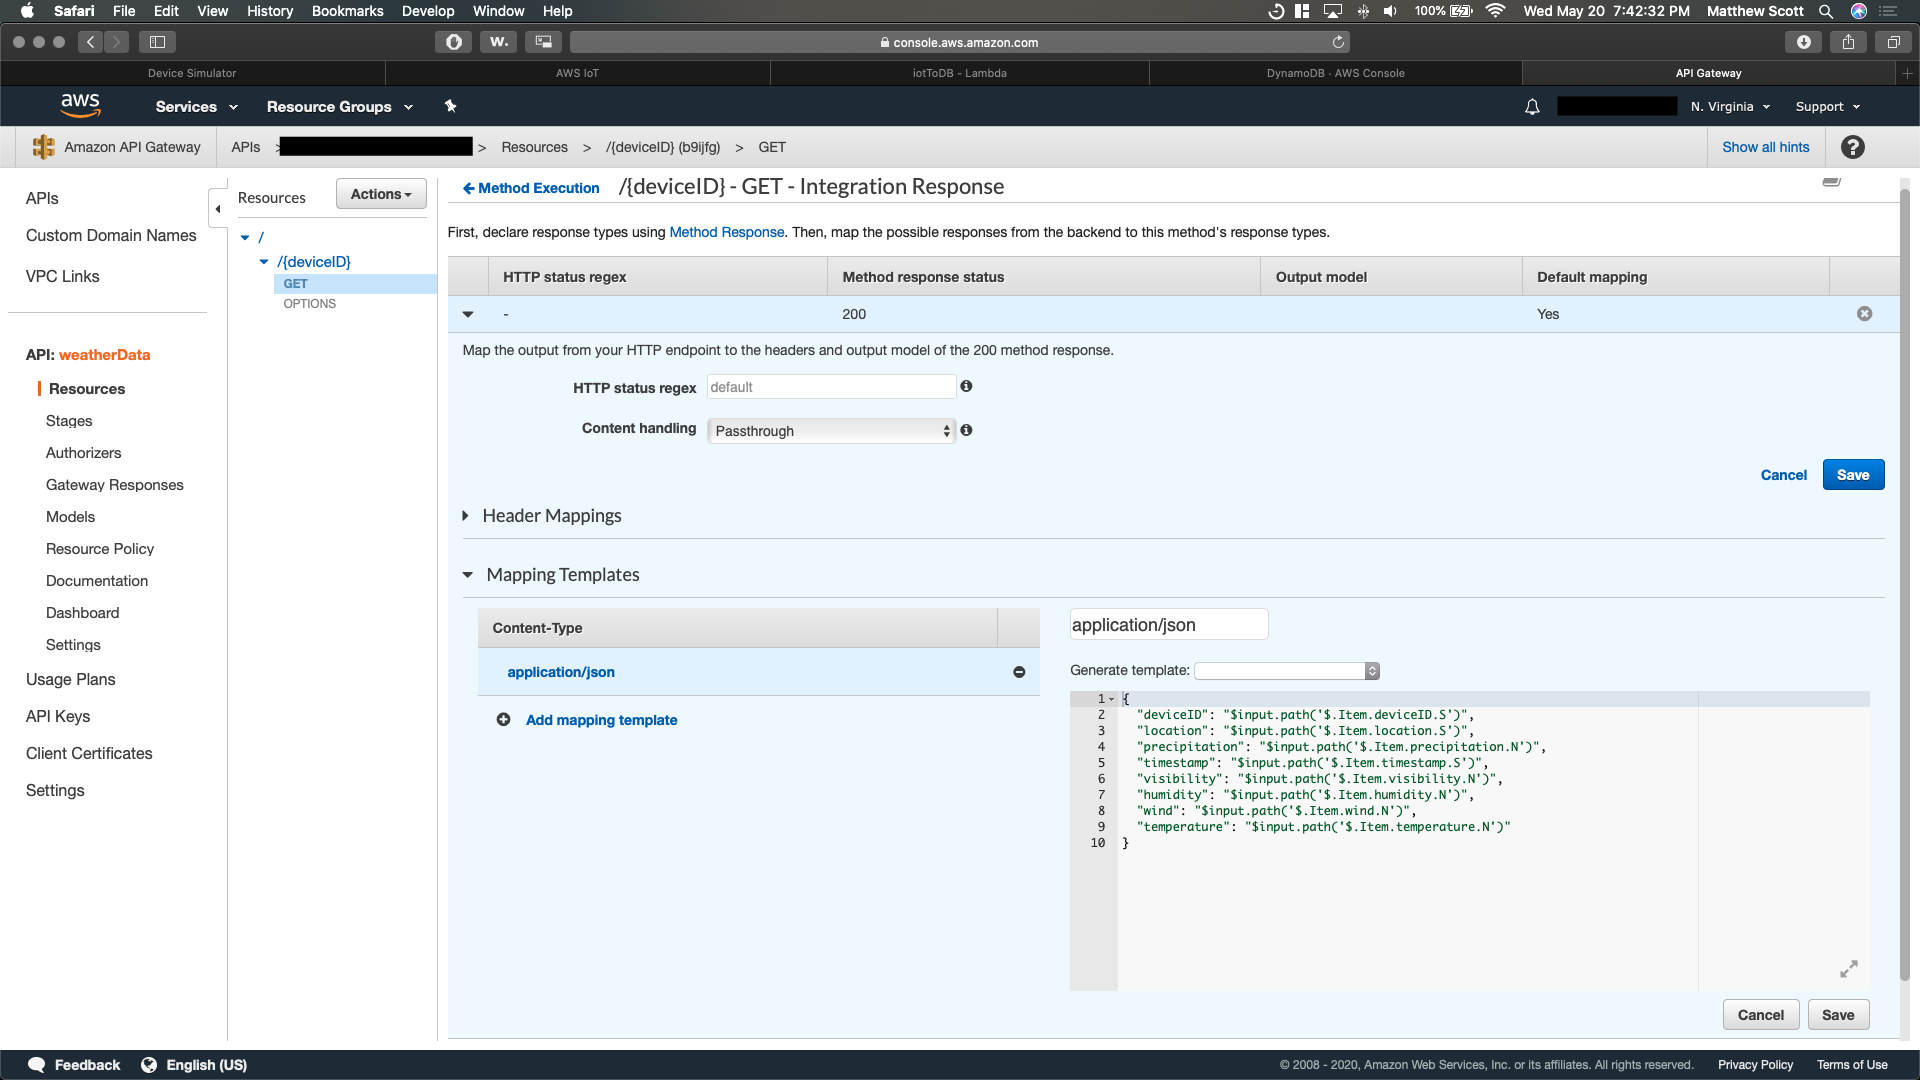 Safari File Edit View History Bookmarks Develop Window Help 100% Wed May 20 7:42:32 PM Matthew Scott
W. console.aws.amazon.com
Device Simulator AWS IoT iotToDB - Lambda DynamoDB · AWS Console API Gateway
aws Services Resource Groups N. Virginia Support
Amazon API Gateway APIs > > Resources > /{deviceID} (b9ijfg) > GET Show all hints ?
APIs
Custom Domain Names
VPC Links
API: weatherData
Resources
Stages
Authorizers
Gateway Responses
Models
Resource Policy
Documentation
Dashboard
Settings
Usage Plans
API Keys
Client Certificates
Settings
Resources Actions
/
/{deviceID}
GET
OPTIONS
Method Execution /{deviceID} - GET - Integration Response
First, declare response types using Method Response. Then, map the possible responses from the backend to this method's response types.
HTTP status regex Method response status Output model Default mapping
- 200 Yes
Map the output from your HTTP endpoint to the headers and output model of the 200 method response.
HTTP status regex default
Content handling Passthrough
Cancel Save
Header Mappings
Mapping Templates
Content-Type
application/json
Add mapping template
application/json
Generate template:
1 {
2 "deviceID": "$input.path('$.Item.deviceID.S')",
3 "location": "$input.path('$.Item.location.S')",
4 "precipitation": "$input.path('$.Item.precipitation.N')",
5 "timestamp": "$input.path('$.Item.timestamp.S')",
6 "visibility": "$input.path('$.Item.visibility.N')",
7 "humidity": "$input.path('$.Item.humidity.N')",
8 "wind": "$input.path('$.Item.wind.N')",
9 "temperature": "$input.path('$.Item.temperature.N')"
10 }
Cancel Save
Feedback English (US) © 2008 - 2020, Amazon Web Services, Inc. or its affiliates. All rights reserved. Privacy Policy Terms of Use